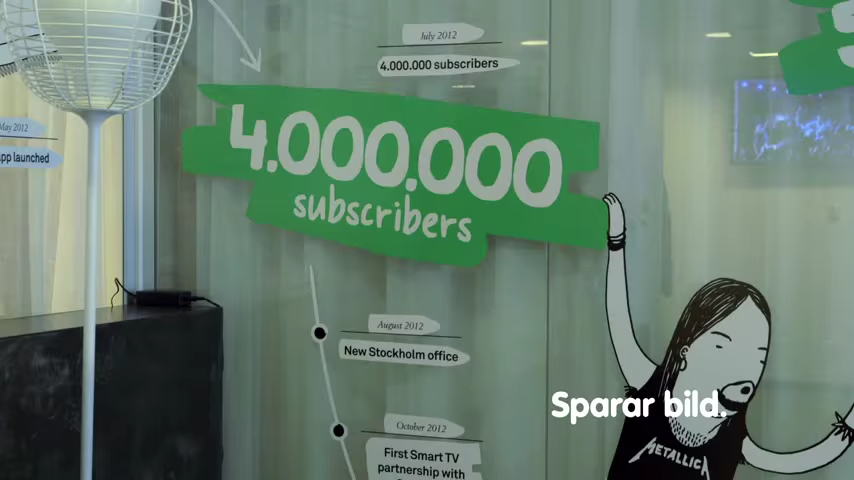 July 2012
4.000.000 subscribers
May 2012
launched
4.000.000
subscribers
August 2012
New Stockholm office
Sparar bild.
October 2012
First Smart TV
partnership with
METALLICA